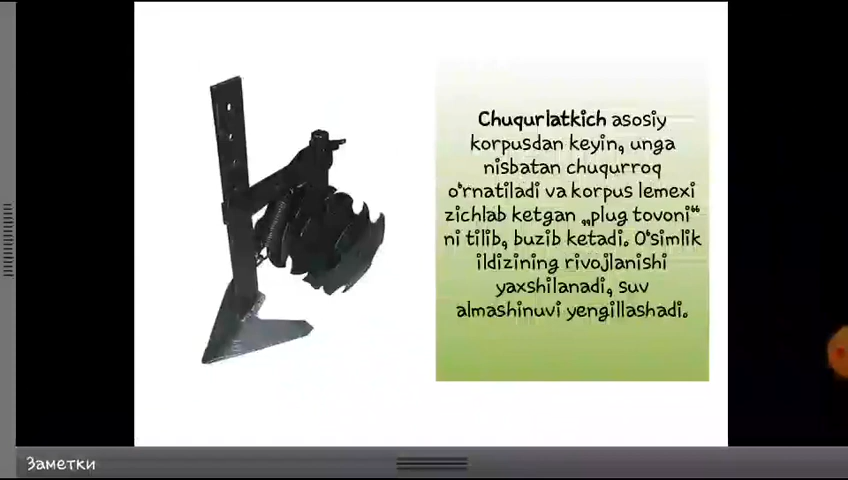 Chuqurlatkich asosiy
korpusdan keyin, unga
nisbatan chuqurroq
o'rnatiladi va korpus lemexi
zichlab ketgan „plug tovoni“
ni tilib, buzib ketadi. O'simlik
ildizining rivojlanishi
yaxshilanadi, suv
almashinuvi yengillashadi.
Заметки